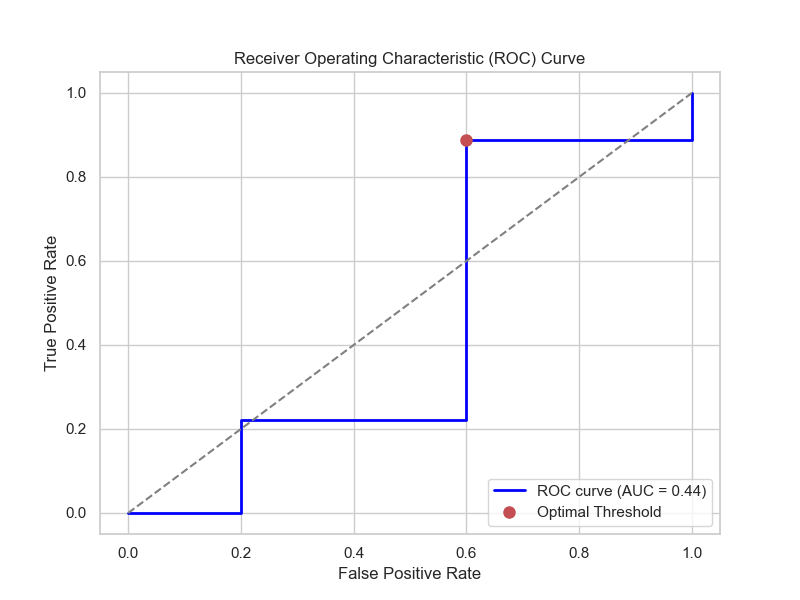 Receiver Operating Characteristic (ROC) Curve
1.0
0.8
0.6
0.4
0.2
0.0
True Positive Rate
0.0 0.2 0.4 0.6 0.8 1.0
False Positive Rate
ROC curve (AUC = 0.44)
Optimal Threshold